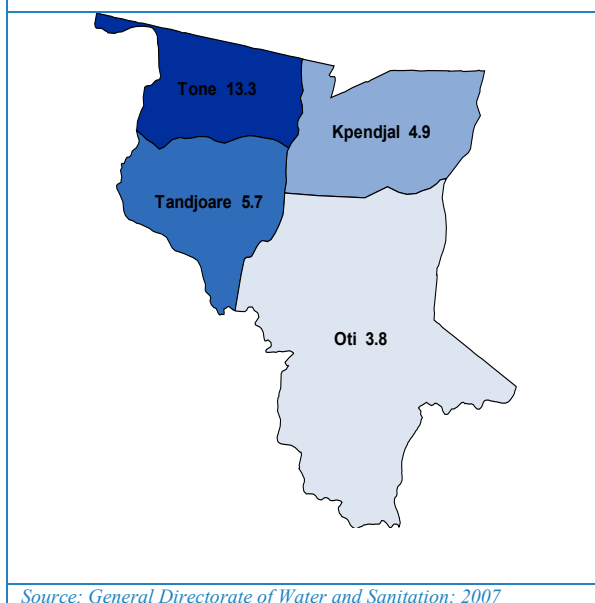 Tone 13.3
Kpendjal 4.9
Tandjoare 5.7
Oti 3.8
Source: General Directorate of Water and Sanitation: 2007